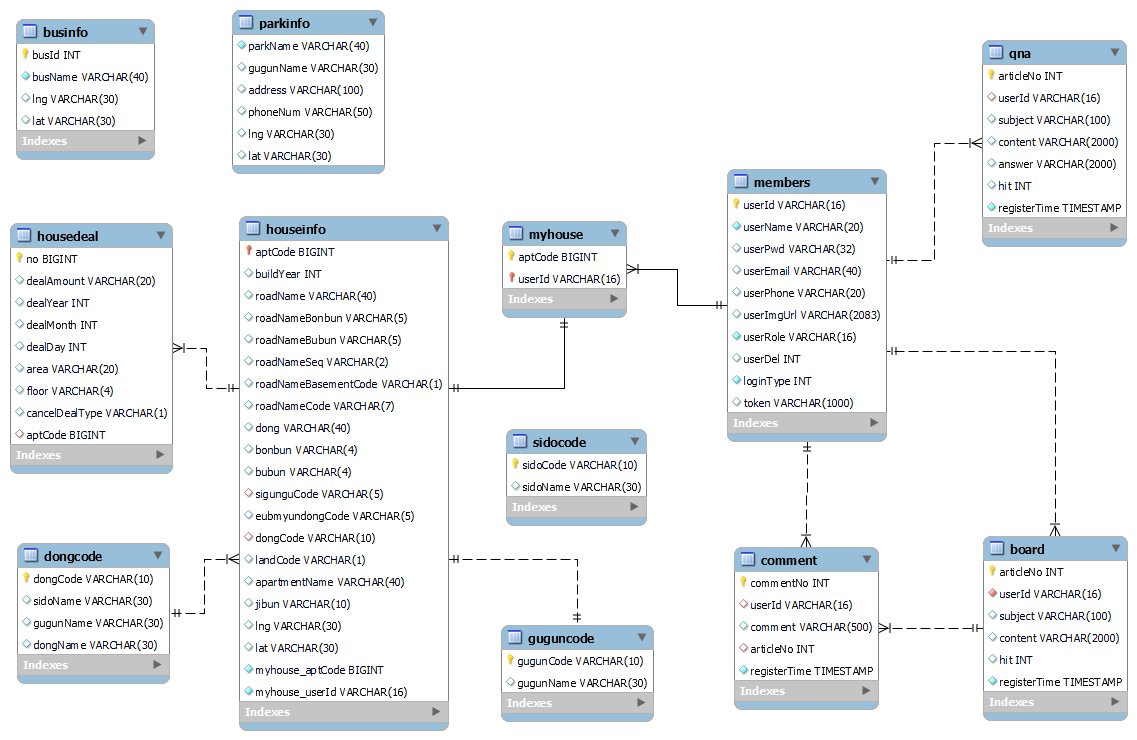 businfo
busId INT
busName VARCHAR(40)
lng VARCHAR(30)
lat VARCHAR(30)
Indexes
parkinfo
parkName VARCHAR(40)
gugunName VARCHAR(30)
address VARCHAR(100)
phoneNum VARCHAR(50)
lng VARCHAR(30)
lat VARCHAR(30)
qna
articleNo INT
userId VARCHAR(16)
subject VARCHAR(100)
content VARCHAR(2000)
answer VARCHAR(2000)
hit INT
registerTime TIMESTAMP
Indexes
members
userId VARCHAR(16)
userName VARCHAR(20)
userPwd VARCHAR(32)
userEmail VARCHAR(40)
userPhone VARCHAR(20)
userImgUrl VARCHAR(2083)
userRole VARCHAR(16)
userDel INT
loginType INT
token VARCHAR(1000)
Indexes
housedeal
no BIGINT
dealAmount VARCHAR(20)
dealYear INT
dealMonth INT
dealDay INT
area VARCHAR(20)
floor VARCHAR(4)
cancelDealType VARCHAR(1)
aptCode BIGINT
Indexes
houseinfo
aptCode BIGINT
buildYear INT
roadName VARCHAR(40)
roadNameBonbun VARCHAR(5)
roadNameBubun VARCHAR(5)
roadNameSeq VARCHAR(2)
roadNameBasementCode VARCHAR(1)
roadNameCode VARCHAR(7)
dong VARCHAR(40)
bonbun VARCHAR(4)
bubun VARCHAR(4)
sigunguCode VARCHAR(5)
eubmyundongCode VARCHAR(5)
dongCode VARCHAR(10)
landCode VARCHAR(1)
apartmentName VARCHAR(40)
jibun VARCHAR(10)
lng VARCHAR(30)
lat VARCHAR(30)
myhouse_aptCode BIGINT
myhouse_userId VARCHAR(16)
Indexes
myhouse
aptCode BIGINT
userId VARCHAR(16)
Indexes
sidocode
sidoCode VARCHAR(10)
sidoName VARCHAR(30)
Indexes
dongcode
dongCode VARCHAR(10)
sidoName VARCHAR(30)
gugunName VARCHAR(30)
dongName VARCHAR(30)
Indexes
guguncode
gugunCode VARCHAR(10)
gugunName VARCHAR(30)
Indexes
comment
commentNo INT
userId VARCHAR(16)
comment VARCHAR(500)
articleNo INT
registerTime TIMESTAMP
Indexes
board
articleNo INT
userId VARCHAR(16)
subject VARCHAR(100)
content VARCHAR(2000)
hit INT
registerTime TIMESTAMP
Indexes